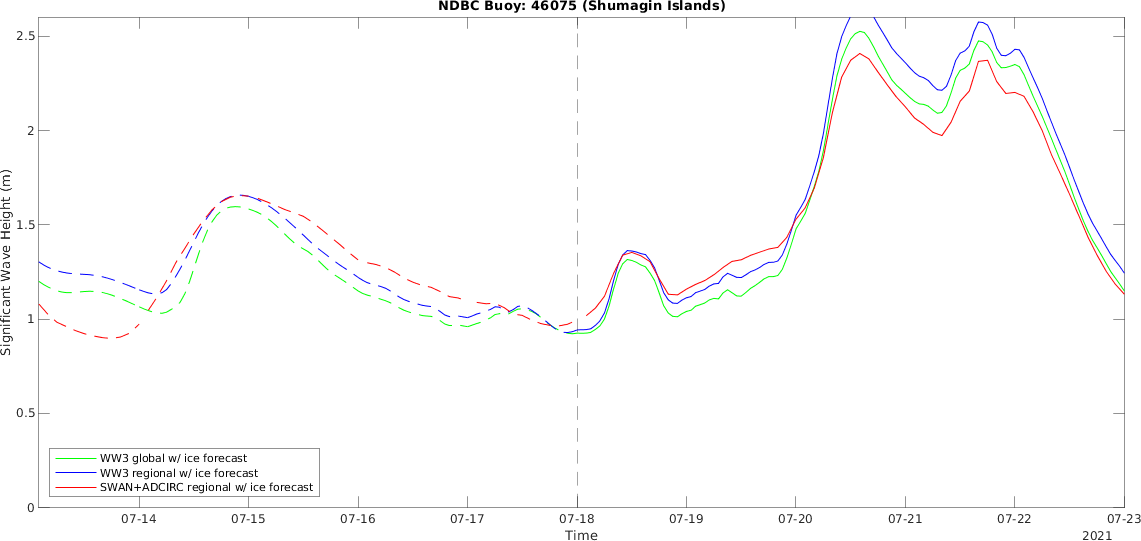 NDBC Buoy: 46075 (Shumagin Islands)
Significant Wave Height (m)
2.5
2
1.5
1
0.5
0
WW3 global w/ ice forecast
WW3 regional w/ ice forecast
SWAN+ADCIRC regional w/ ice forecast
07-14 07-15 07-16 07-17 07-18 07-19 07-20 07-21 07-22 07-23
Time
2021